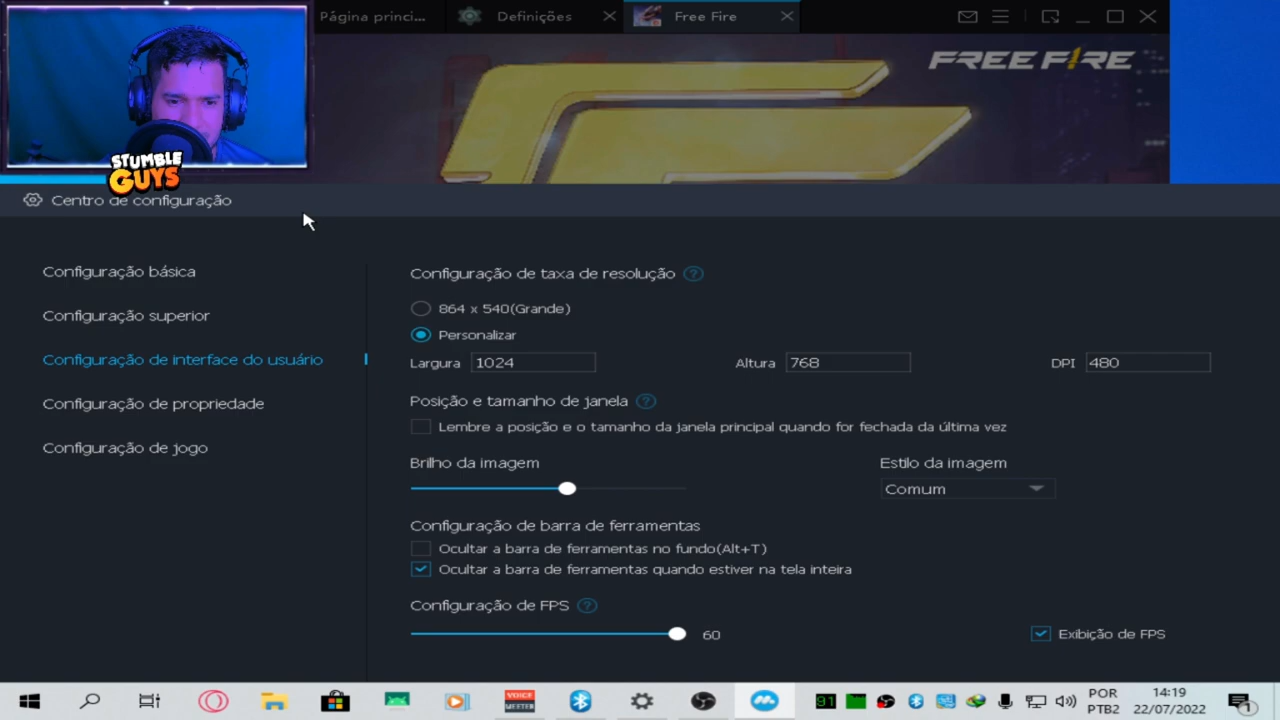 Página princi...
Definições
Free Fire
FREE FIRE
STUMBLE
GUYS
Centro de configuração
Configuração básica
Configuração superior
Configuração de interface do usuário
Configuração de propriedade
Configuração de jogo
Configuração de taxa de resolução ?
864 x 540(Grande)
Personalizar
Largura 1024 Altura 768 DPI 480
Posição e tamanho de janela ?
Lembre a posição e o tamanho da janela principal quando for fechada da última vez
Brilho da imagem Estilo da imagem
Comum
Configuração de barra de ferramentas
Ocultar a barra de ferramentas no fundo(Alt+T)
Ocultar a barra de ferramentas quando estiver na tela inteira
Configuração de FPS ?
60 Exibição de FPS
VOICE
MEETER
91
POR
PTB2
14:19
22/07/2022
1